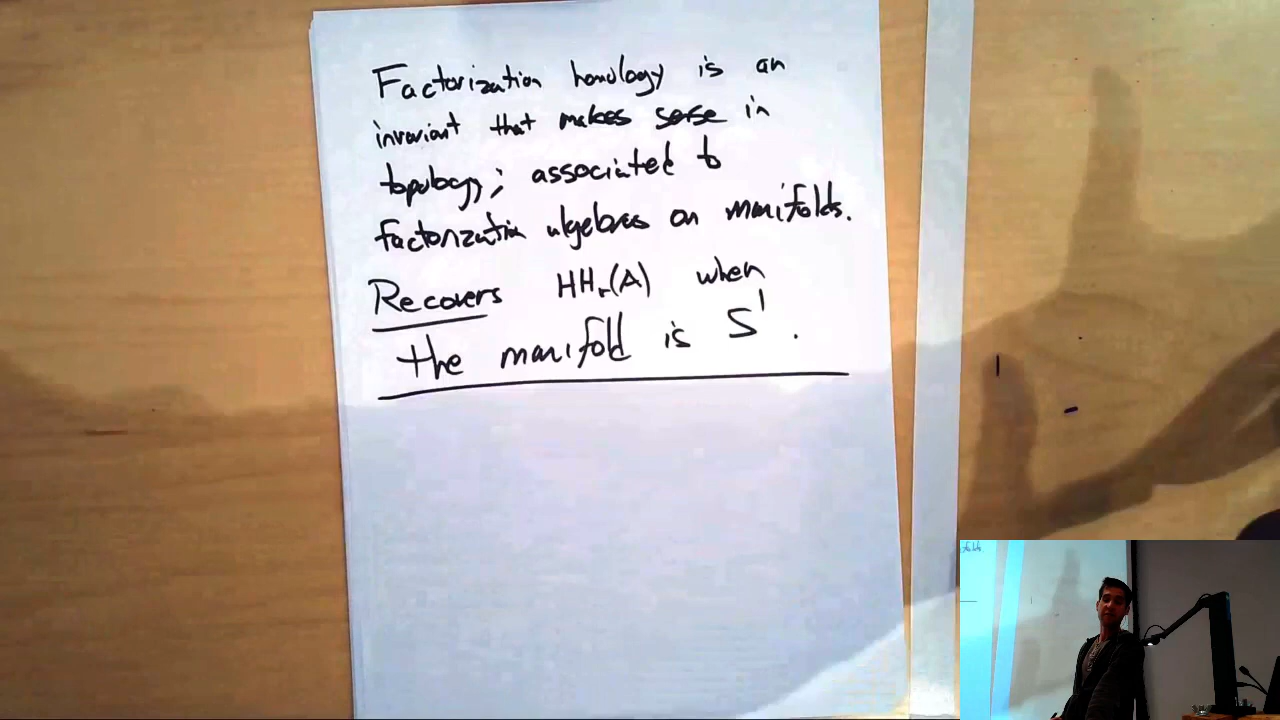 Factorization homology is an
invariant that makes sense in
topology; associated to
factorization algebras on manifolds.
Recovers HH_*(A) when
the manifold is S¹.